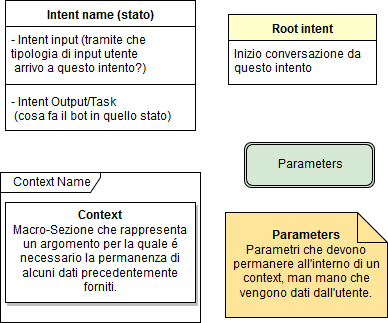 Intent name (stato)
- Intent input (tramite che
tipologia di input utente
arrivo a questo intento?)
- Intent Output/Task
(cosa fa il bot in quello stato)
Root intent
Inizio conversazione da
questo intento
Parameters
Context Name
Context
Macro-Sezione che rappresenta
un argomento per la quale é
necessario la permanenza di
alcuni dati precedentemente
forniti.
Parameters
Parametri che devono
permanere all'interno di un
context, man mano che
vengono dati dall'utente.